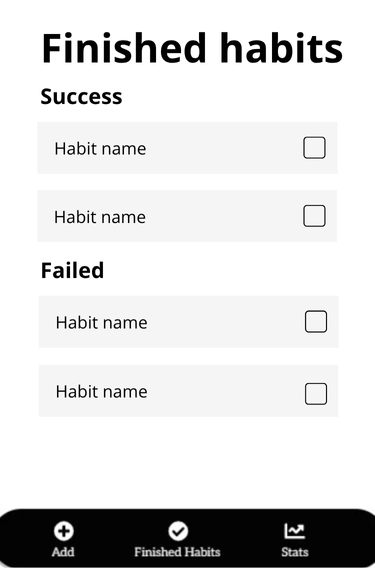 Finished habits
Success
Habit name
Habit name
Failed
Habit name
Habit name
Add
Finished Habits
Stats